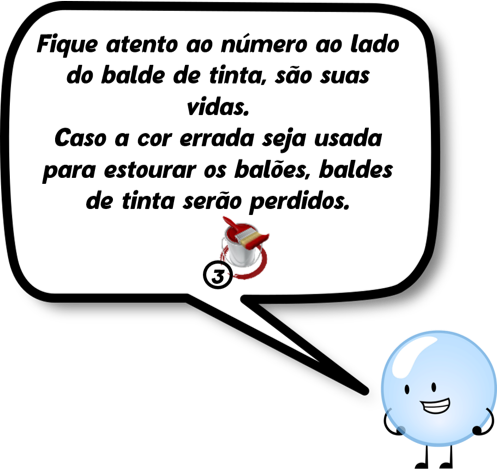 Fique atento ao número ao lado
do balde de tinta, são suas
vidas.
Caso a cor errada seja usada
para estourar os balões, baldes
de tinta serão perdidos.
3